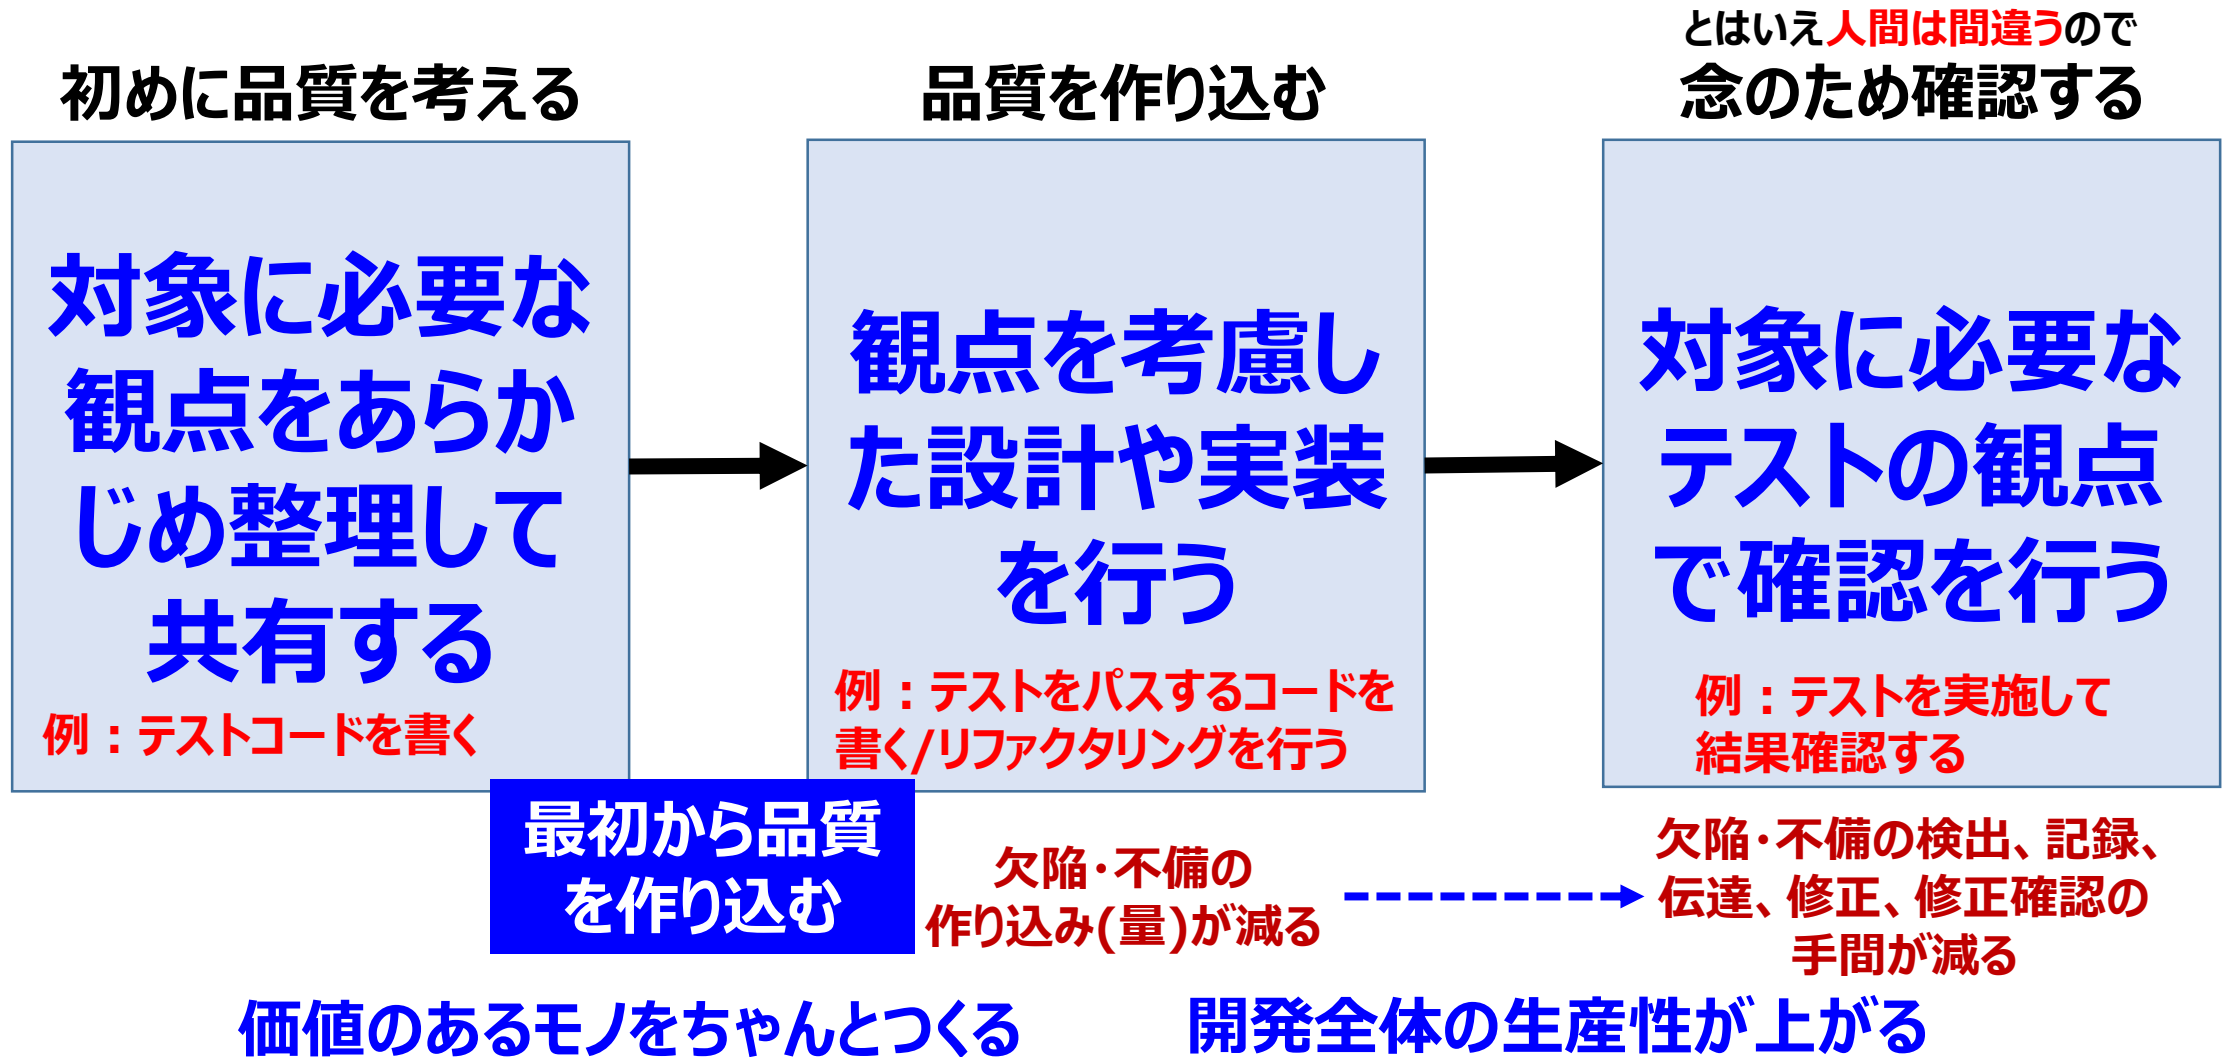 初めに品質を考える
対象に必要な
観点をあらか
じめ整理して
共有する
例：テストコードを書く
品質を作り込む
観点を考慮し
た設計や実装
を行う
例：テストをパスするコードを
書く/リファクタリングを行う
とはいえ人間は間違うので
念のため確認する
対象に必要な
テストの観点
で確認を行う
例：テストを実施して
結果確認する
最初から品質
を作り込む
欠陥・不備の
作り込み(量)が減る
欠陥・不備の検出、記録、
伝達、修正、修正確認の
手間が減る
価値のあるモノをちゃんとつくる
開発全体の生産性が上がる